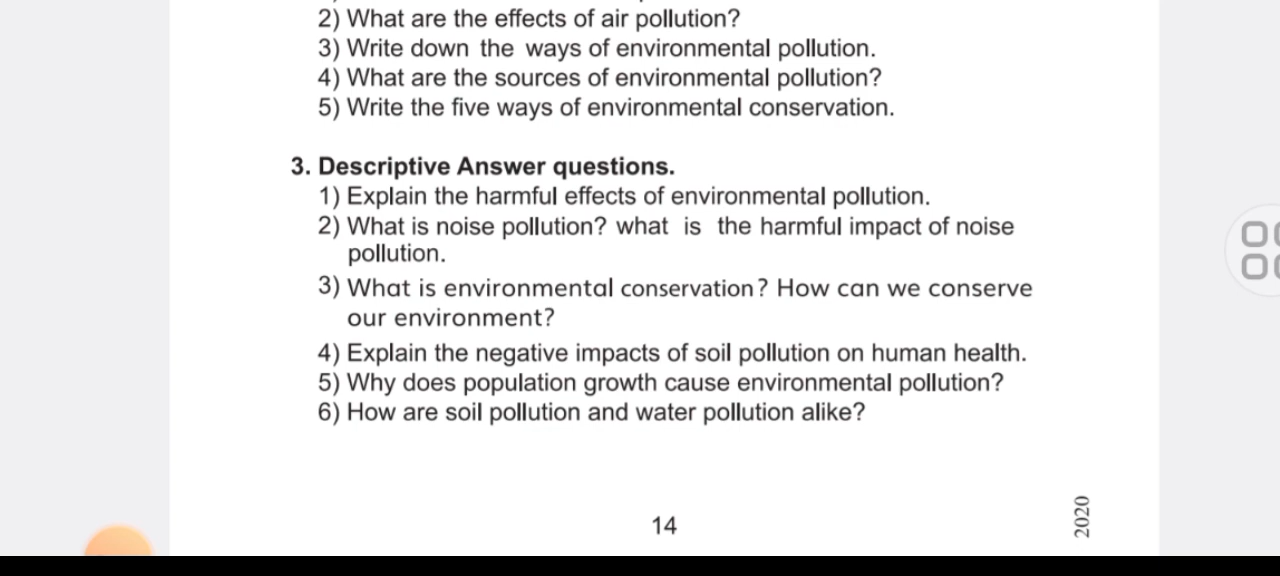 2) What are the effects of air pollution?
3) Write down the ways of environmental pollution.
4) What are the sources of environmental pollution?
5) Write the five ways of environmental conservation.
3. Descriptive Answer questions.
1) Explain the harmful effects of environmental pollution.
2) What is noise pollution? what is the harmful impact of noise
pollution.
3) What is environmental conservation? How can we conserve
our environment?
4) Explain the negative impacts of soil pollution on human health.
5) Why does population growth cause environmental pollution?
6) How are soil pollution and water pollution alike?
14
2020